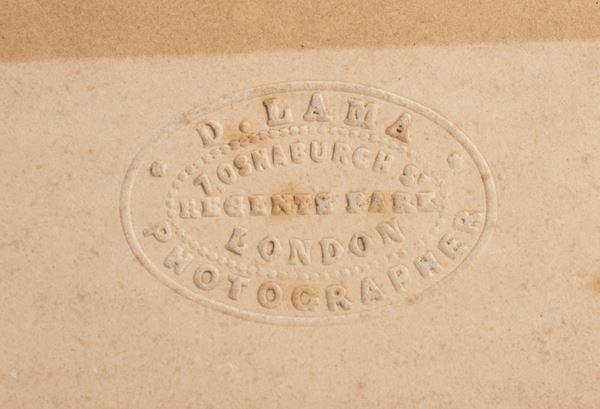 D. LAMA
7. OSNABURGH ST
REGENTS PARK
LONDON
PHOTOGRAPHER